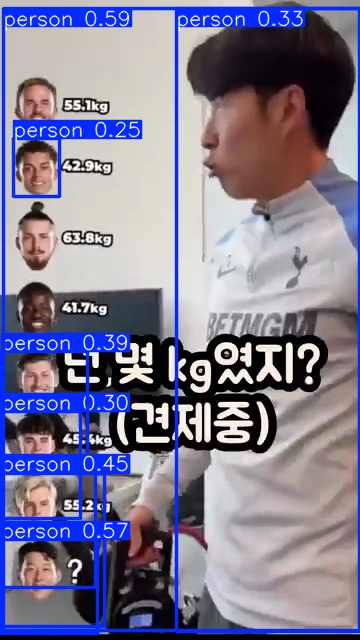 person 0.59
person 0.33
55.1kg
person 0.25
42.9kg
63.8kg
41.7kg
person 0.39
넌 몇 kg였지?
(견제중)
BETMGM
0.30
person 0.45
55.2
person 0.57
?